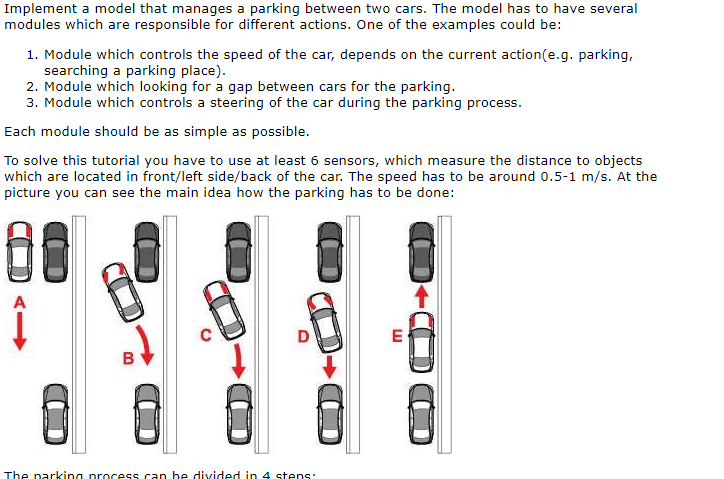 Implement a model that manages a parking between two cars. The model has to have several
modules which are responsible for different actions. One of the examples could be:
1. Module which controls the speed of the car, depends on the current action(e.g. parking,
searching a parking place).
2. Module which looking for a gap between cars for the parking.
3. Module which controls a steering of the car during the parking process.
Each module should be as simple as possible.
To solve this tutorial you have to use at least 6 sensors, which measure the distance to objects
which are located in front/left side/back of the car. The speed has to be around 0.5-1 m/s. At the
picture you can see the main idea how the parking has to be done:
A
B
C
D
E
The parking process can be divided in 4 steps: